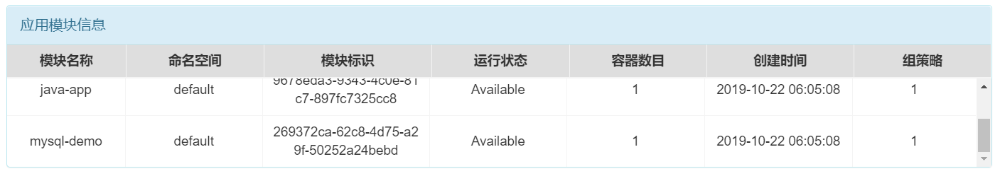 应用模块信息
模块名称 命名空间 模块标识 运行状态 容器数目 创建时间 组策略
9678eda3-9343-4c0e-81
java-app default c7-897fc7325cc8 Available 1 2019-10-22 06:05:08 1
269372ca-62c8-4d75-a2
mysql-demo default 9f-50252a24bebd Available 1 2019-10-22 06:05:08 1